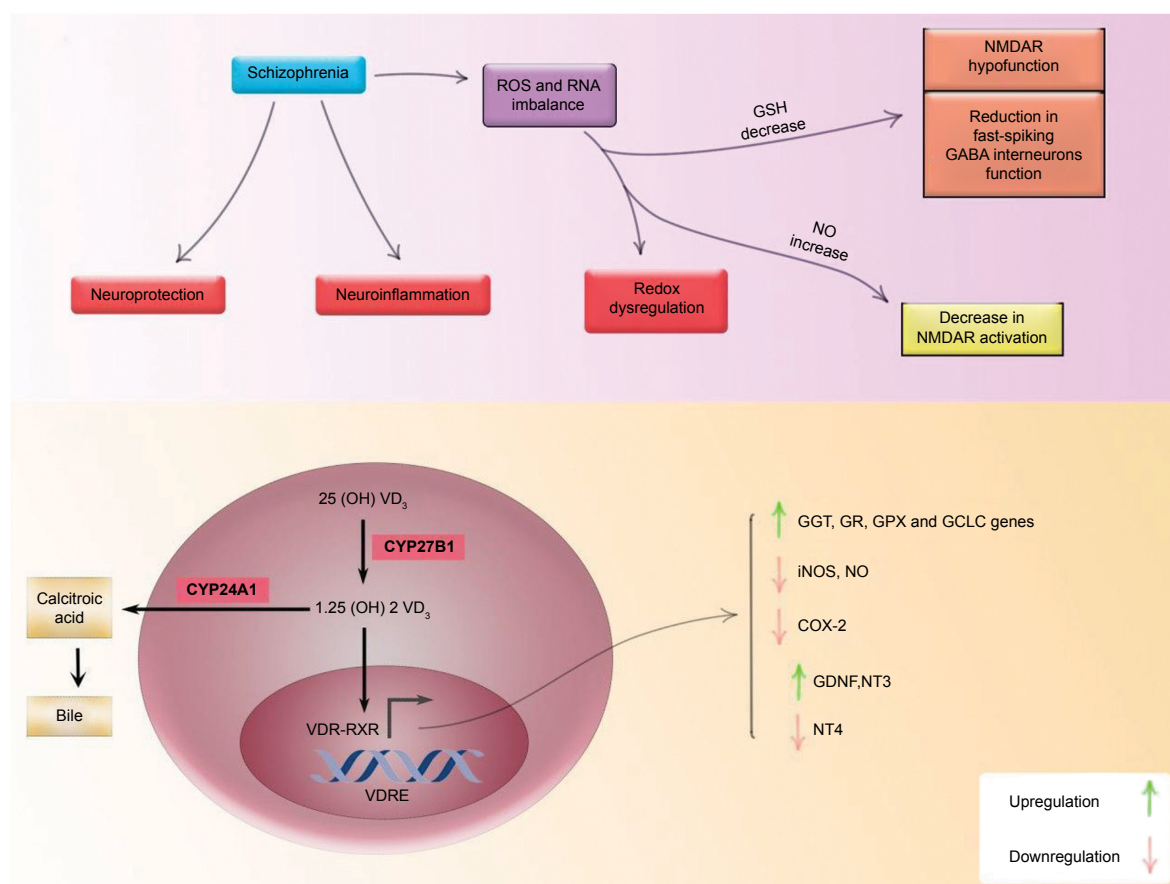 Schizophrenia
ROS and RNA
imbalance
GSH
decrease
NMDAR
hypofunction
Reduction in
fast-spiking
GABA interneurons
function
NO
increase
Neuroprotection
Neuroinflammation
Redox
dysregulation
Decrease in
NMDAR activation
25 (OH) VD₃
CYP27B1
CYP24A1
1.25 (OH) 2 VD₃
Calcitroic
acid
Bile
VDR-RXR
VDRE
GGT, GR, GPX and GCLC genes
iNOS, NO
COX-2
GDNF,NT3
NT4
Upregulation
Downregulation